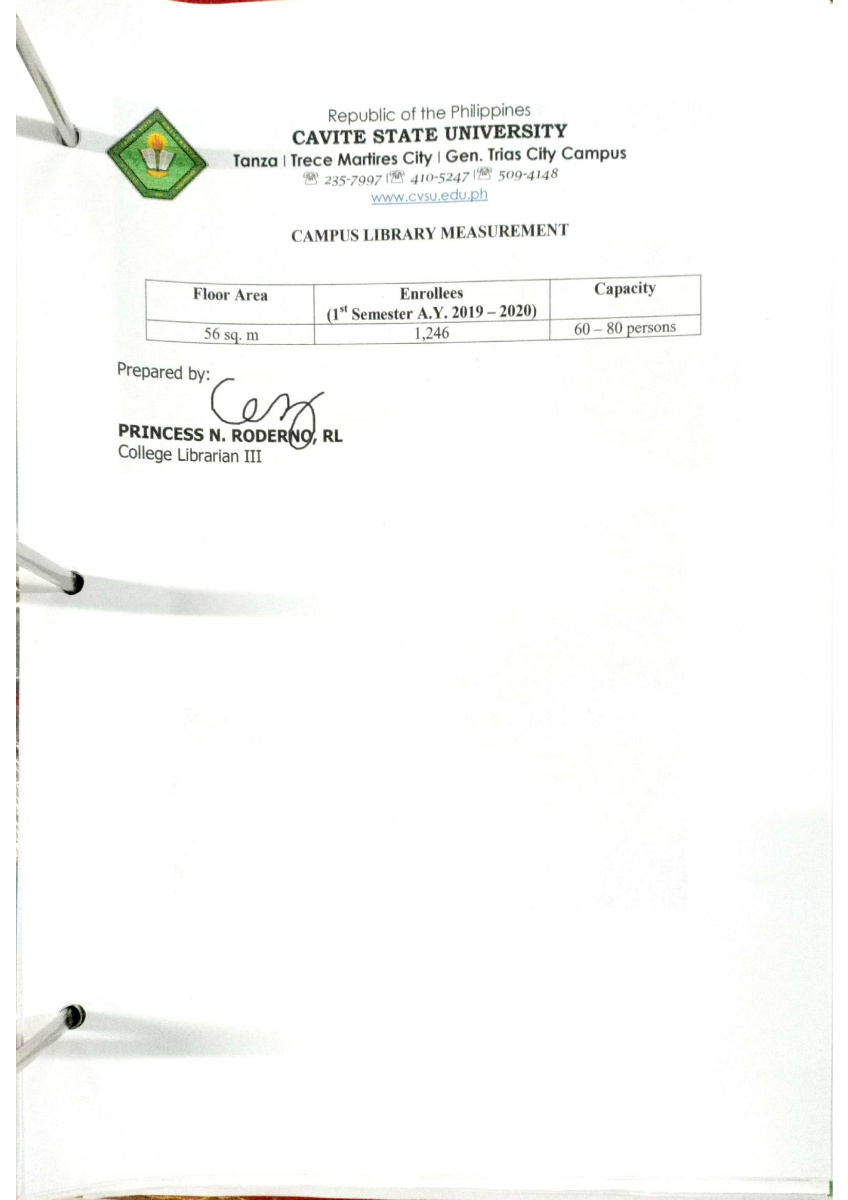 Republic of the Philippines
CAVITE STATE UNIVERSITY
Tanza | Trece Martires City | Gen. Trias City Campus
☏ 235-7997 |☏ 410-5247 |☏ 509-4148
www.cvsu.edu.ph
CAMPUS LIBRARY MEASUREMENT
Floor Area Enrollees Capacity
(1st Semester A.Y. 2019 – 2020)
56 sq. m 1,246 60 – 80 persons
Prepared by:
PRINCESS N. RODERNO, RL
College Librarian III